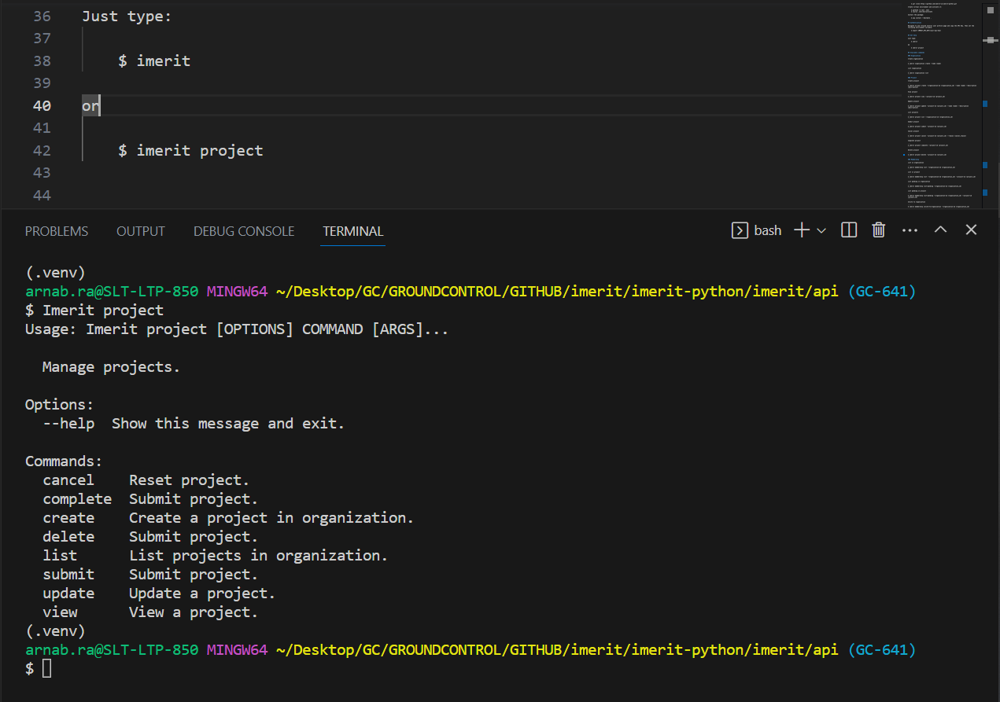 36 Just type:
37
38 $ imerit
39
40 or
41
42 $ imerit project
43
44
PROBLEMS OUTPUT DEBUG CONSOLE TERMINAL bash
(.venv)
arnab.ra@SLT-LTP-850 MINGW64 ~/Desktop/GC/GROUNDCONTROL/GITHUB/imerit/imerit-python/imerit/api (GC-641)
$ Imerit project
Usage: Imerit project [OPTIONS] COMMAND [ARGS]...
Manage projects.
Options:
--help Show this message and exit.
Commands:
cancel Reset project.
complete Submit project.
create Create a project in organization.
delete Submit project.
list List projects in organization.
submit Submit project.
update Update a project.
view View a project.
(.venv)
arnab.ra@SLT-LTP-850 MINGW64 ~/Desktop/GC/GROUNDCONTROL/GITHUB/imerit/imerit-python/imerit/api (GC-641)
$